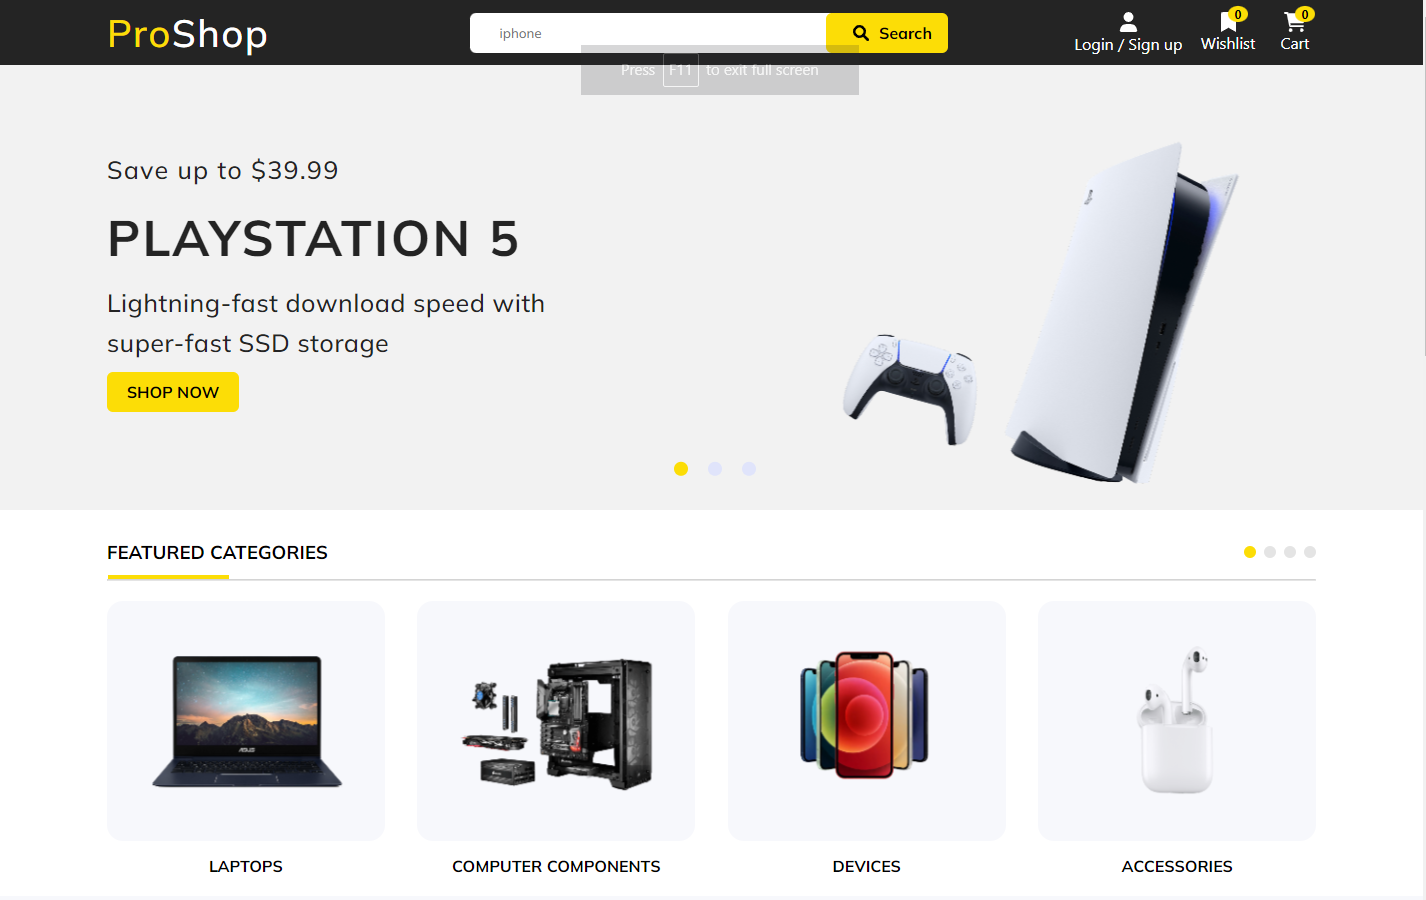 ProShop
iphone
Search
Login / Sign up
0
Wishlist
0
Cart
Press F11 to exit full screen
Save up to $39.99
PLAYSTATION 5
Lightning-fast download speed with
super-fast SSD storage
SHOP NOW
FEATURED CATEGORIES
ASUS
LAPTOPS
COMPUTER COMPONENTS
DEVICES
ACCESSORIES